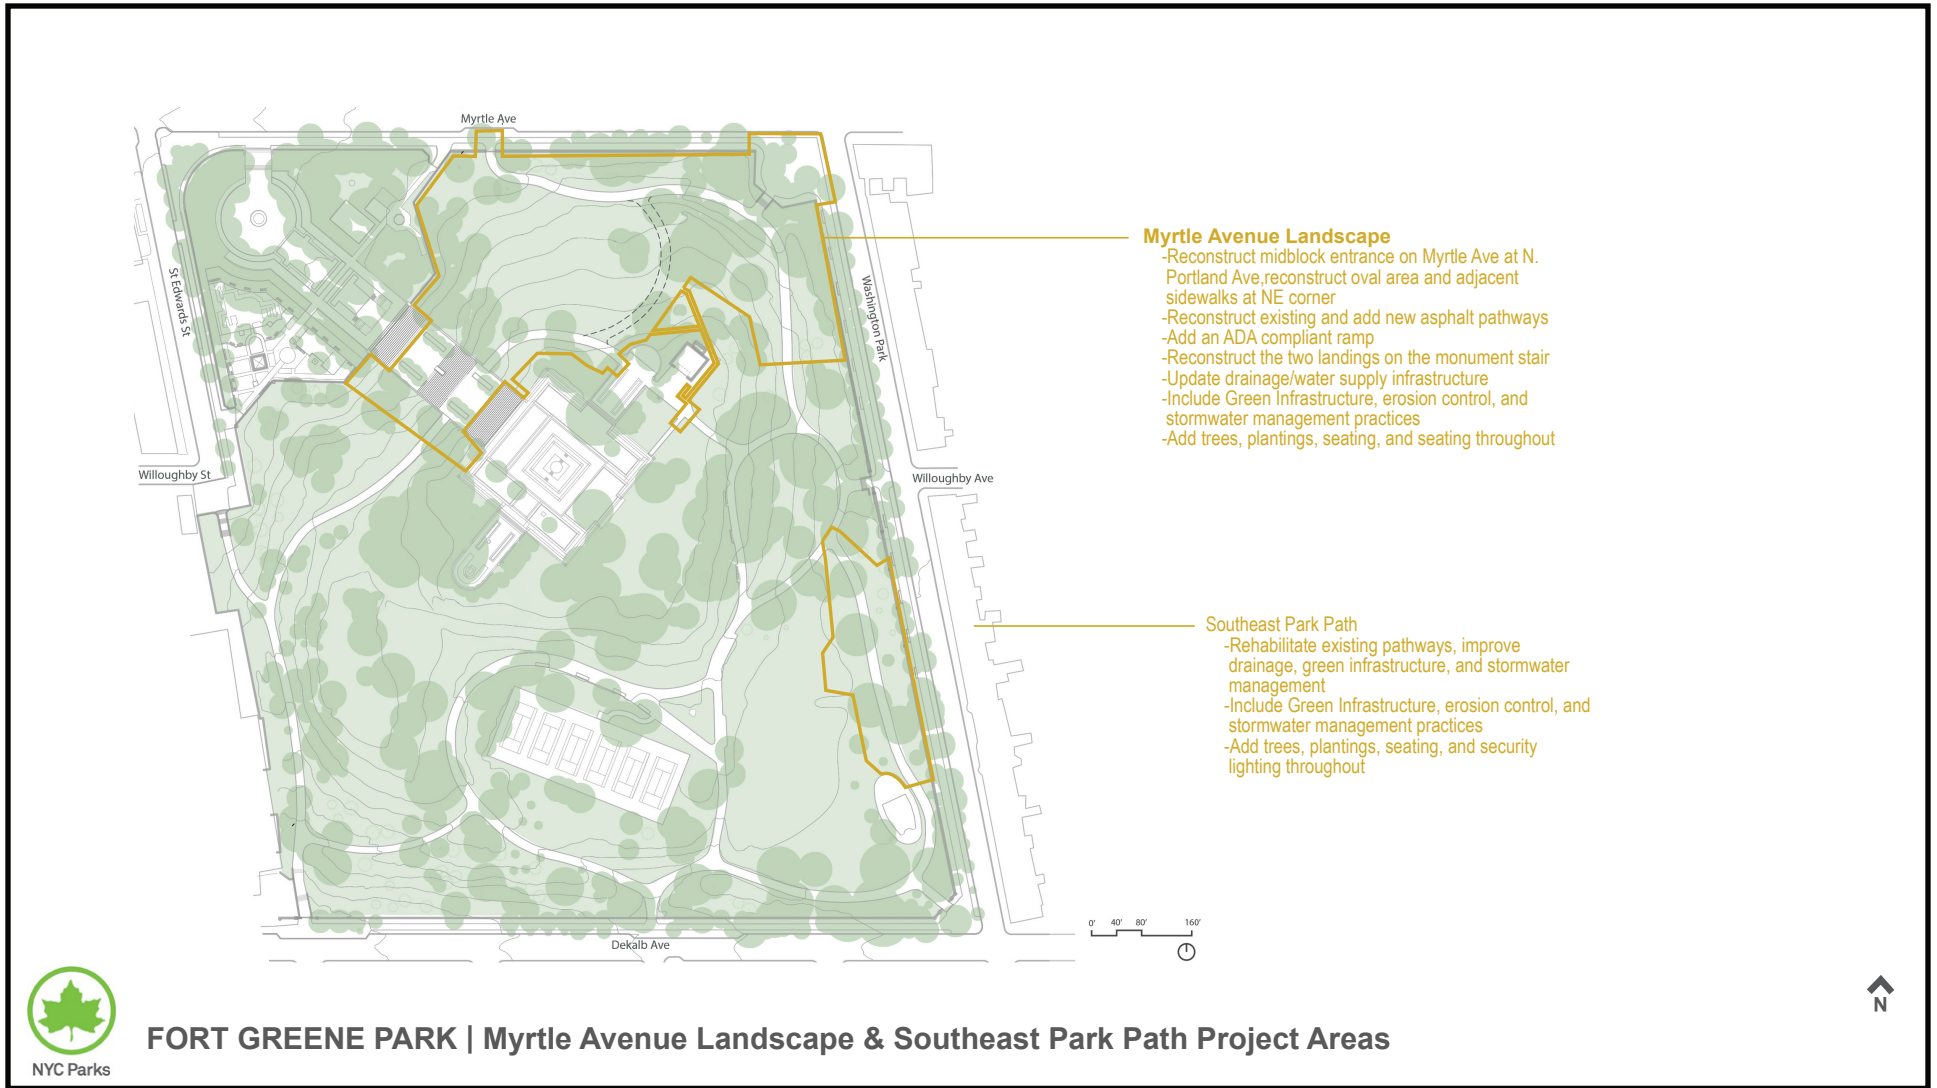 Myrtle Ave
St Edwards St
Washington Park
Willoughby St
Willoughby Ave
Dekalb Ave
Myrtle Avenue Landscape
-Reconstruct midblock entrance on Myrtle Ave at N.
Portland Ave,reconstruct oval area and adjacent
sidewalks at NE corner
-Reconstruct existing and add new asphalt pathways
-Add an ADA compliant ramp
-Reconstruct the two landings on the monument stair
-Update drainage/water supply infrastructure
-Include Green Infrastructure, erosion control, and
stormwater management practices
-Add trees, plantings, seating, and seating throughout
Southeast Park Path
-Rehabilitate existing pathways, improve
drainage, green infrastructure, and stormwater
management
-Include Green Infrastructure, erosion control, and
stormwater management practices
-Add trees, plantings, seating, and security
lighting throughout
0' 40' 80' 160'
N
FORT GREENE PARK | Myrtle Avenue Landscape & Southeast Park Path Project Areas
NYC Parks